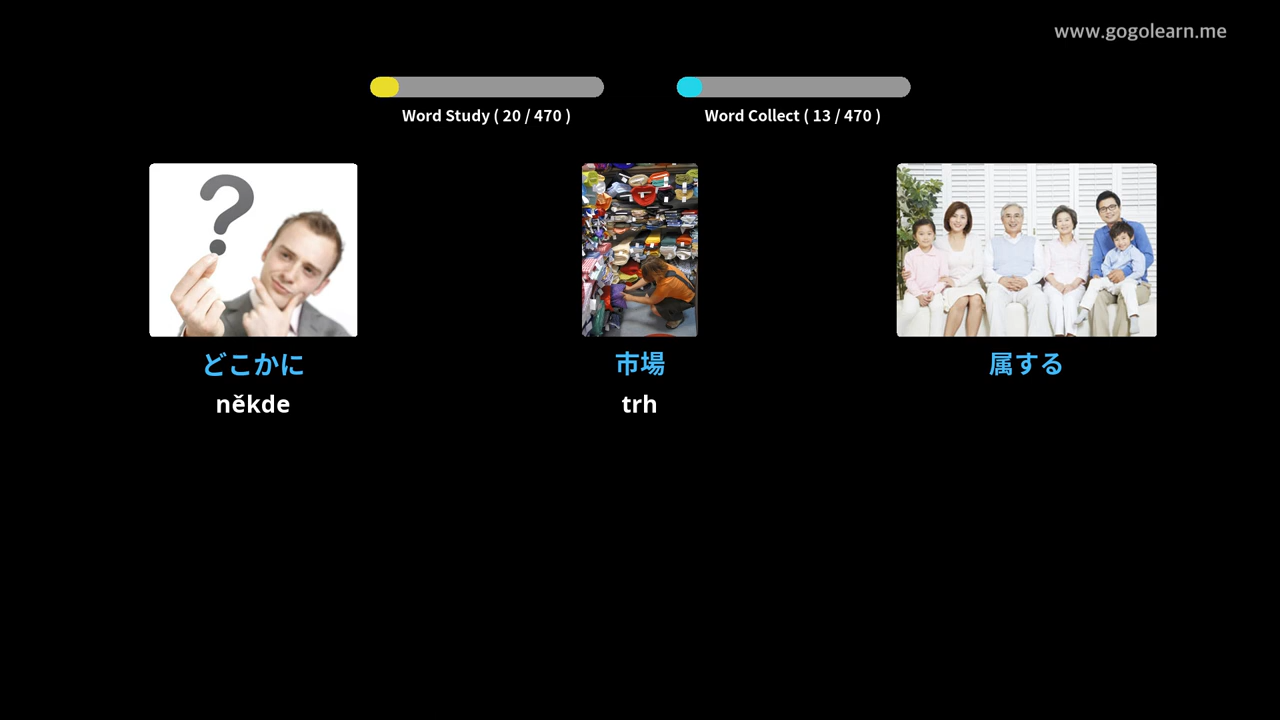 www.gogolearn.me
Word Study ( 20 / 470 )
Word Collect ( 13 / 470 )
?
どこかに
市場
属する
někde
trh